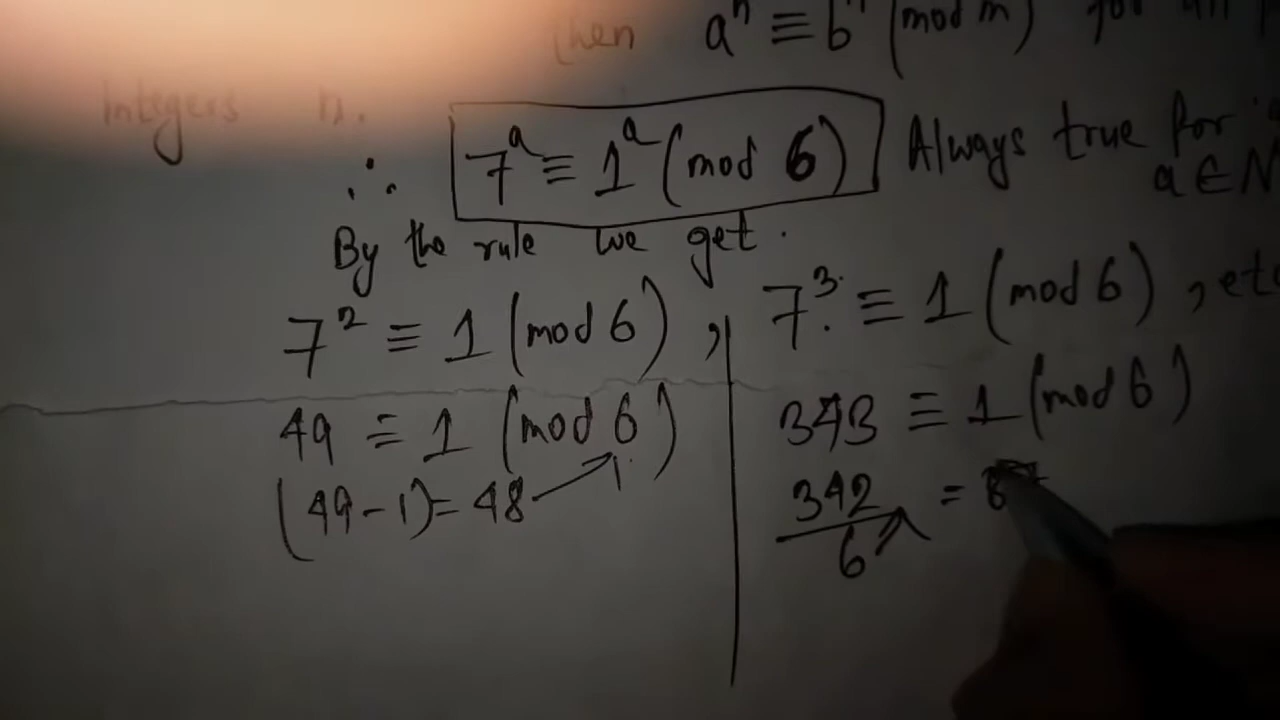 then aⁿ ≡ bⁿ (mod m) for all
integers n.
∴ 7ᵃ ≡ 1ᵃ (mod 6) Always true for
a ∈ N
By the rule we get.
7² ≡ 1 (mod 6), 7³ ≡ 1 (mod 6), etc
49 ≡ 1 (mod 6) 343 ≡ 1 (mod 6)
(49-1) = 48 342/6 =